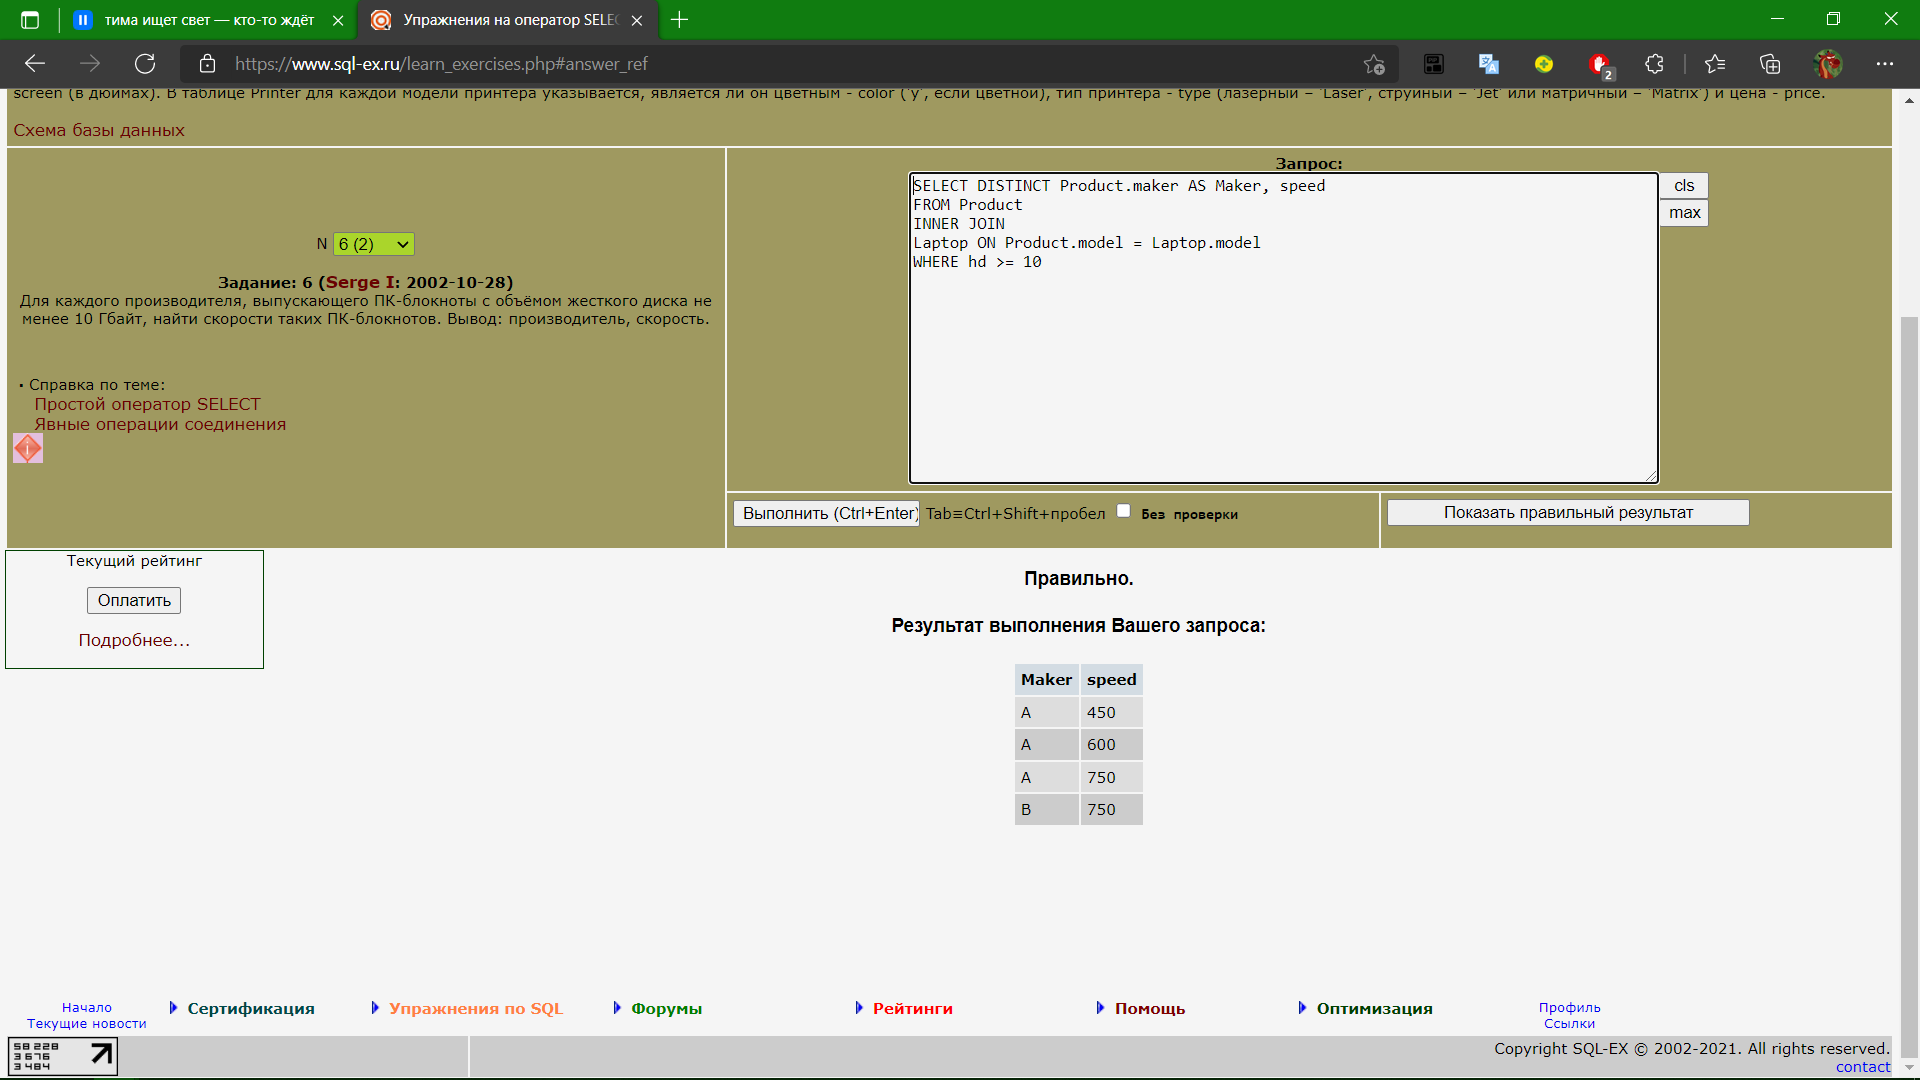 тима ищет свет — кто-то ждёт
Упражнения на оператор SELEC
https://www.sql-ex.ru/learn_exercises.php#answer_ref
2
screen (в дюймах). В таблице Printer для каждой модели принтера указывается, является ли он цветным - color ('y', если цветной), тип принтера - type (лазерный – 'Laser', струйный – 'Jet' или матричный – 'Matrix') и цена - price.
Схема базы данных
N 6 (2)
Задание: 6 (Serge I: 2002-10-28)
Для каждого производителя, выпускающего ПК-блокноты c объёмом жесткого диска не
менее 10 Гбайт, найти скорости таких ПК-блокнотов. Вывод: производитель, скорость.
· Справка по теме:
Простой оператор SELECT
Явные операции соединения
Запрос:
SELECT DISTINCT Product.maker AS Maker, speed
FROM Product
INNER JOIN
Laptop ON Product.model = Laptop.model
WHERE hd >= 10
cls
max
Выполнить (Ctrl+Enter) Tab≡Ctrl+Shift+пробел Без проверки
Показать правильный результат
Текущий рейтинг
Оплатить
Подробнее...
Правильно.
Результат выполнения Вашего запроса:
Maker speed
A 450
A 600
A 750
B 750
Начало
Текущие новости
Сертификация
Упражнения по SQL
Форумы
Рейтинги
Помощь
Оптимизация
Профиль
Ссылки
58 228
3 676
3 484
Copyright SQL-EX © 2002-2021. All rights reserved.
contact